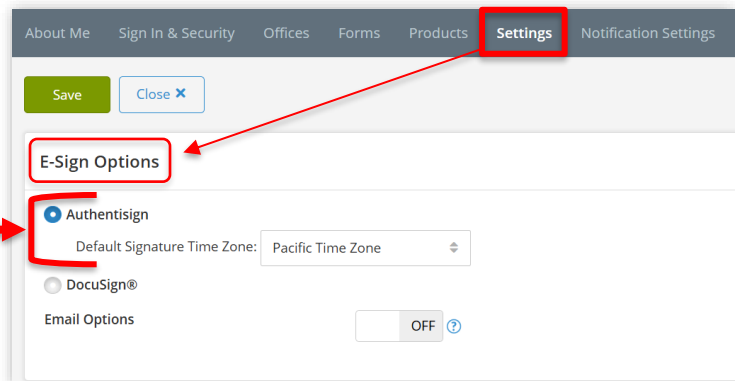 About Me Sign In & Security Offices Forms Products Settings Notification Settings
Save Close ✕
E-Sign Options
Authentisign
Default Signature Time Zone: Pacific Time Zone
DocuSign®
Email Options OFF ?